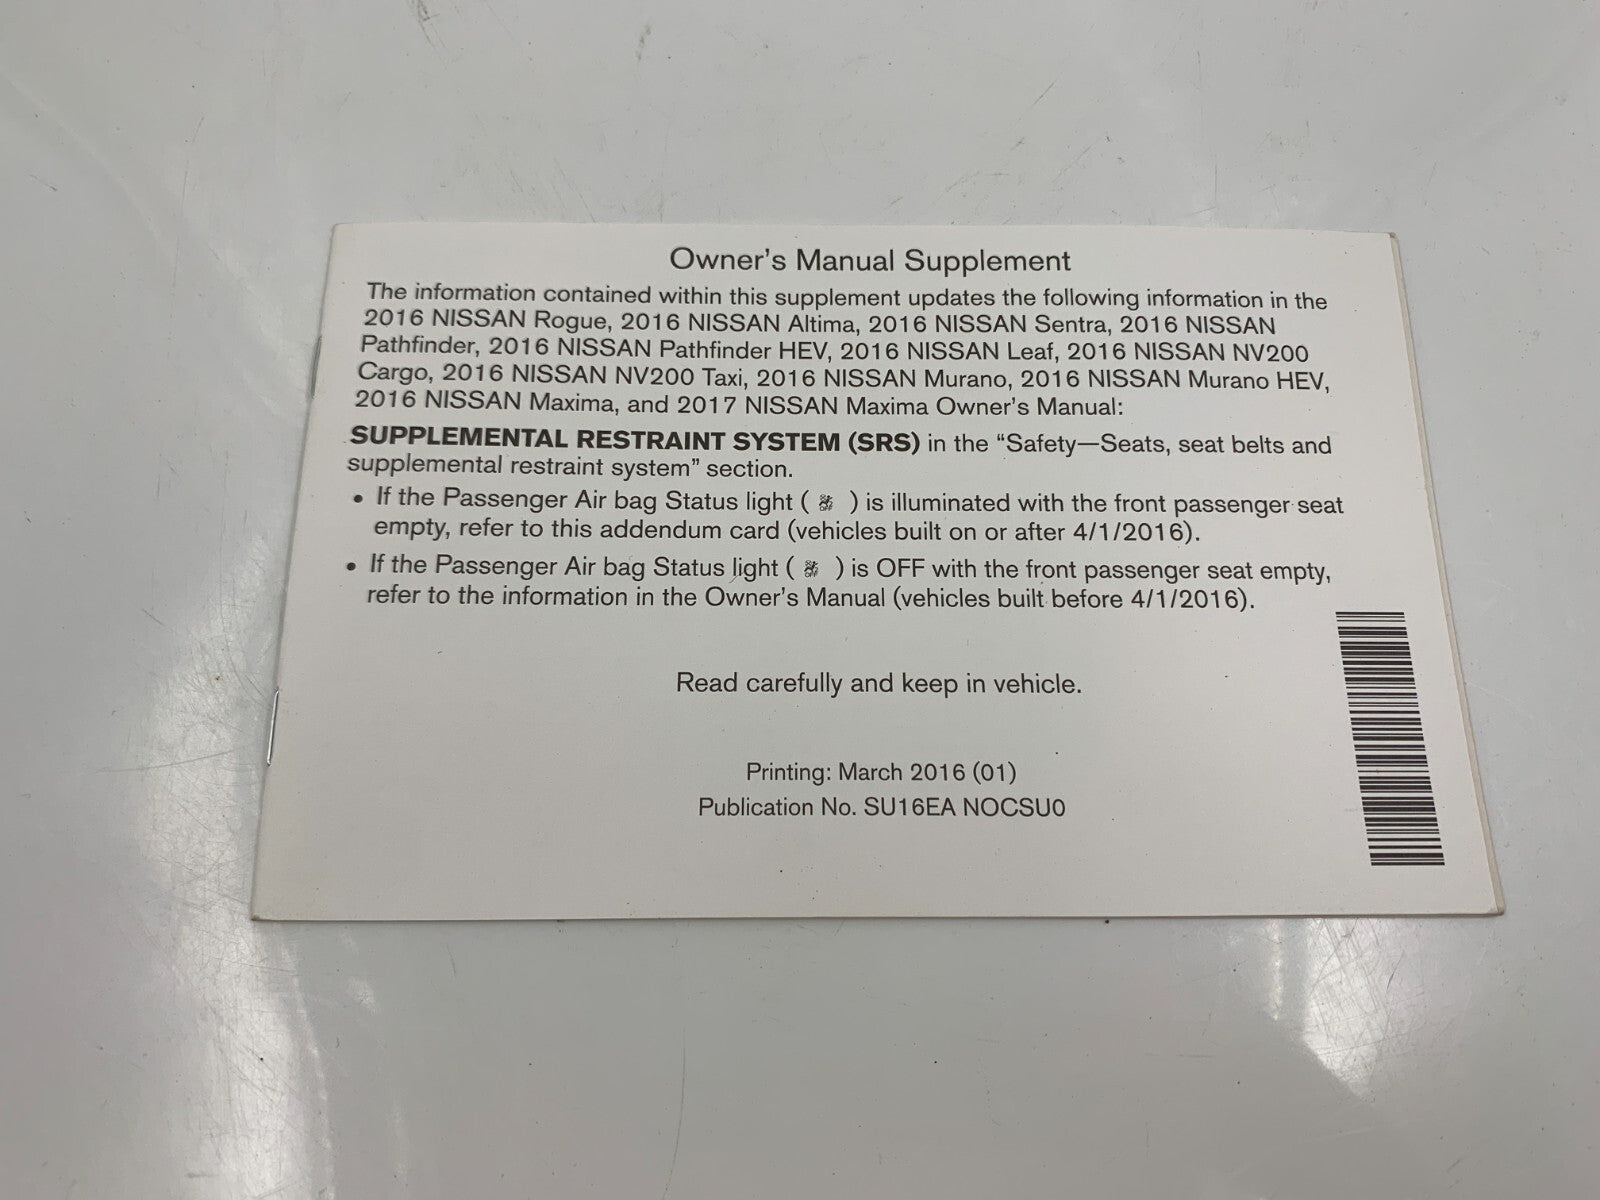 Owner's Manual Supplement
The information contained within this supplement updates the following information in the
2016 NISSAN Rogue, 2016 NISSAN Altima, 2016 NISSAN Sentra, 2016 NISSAN
Pathfinder, 2016 NISSAN Pathfinder HEV, 2016 NISSAN Leaf, 2016 NISSAN NV200
Cargo, 2016 NISSAN NV200 Taxi, 2016 NISSAN Murano, 2016 NISSAN Murano HEV,
2016 NISSAN Maxima, and 2017 NISSAN Maxima Owner's Manual:
SUPPLEMENTAL RESTRAINT SYSTEM (SRS) in the “Safety—Seats, seat belts and
supplemental restraint system” section.
• If the Passenger Air bag Status light ( ) is illuminated with the front passenger seat
empty, refer to this addendum card (vehicles built on or after 4/1/2016).
• If the Passenger Air bag Status light ( ) is OFF with the front passenger seat empty,
refer to the information in the Owner's Manual (vehicles built before 4/1/2016).
Read carefully and keep in vehicle.
Printing: March 2016 (01)
Publication No. SU16EA NOCSU0